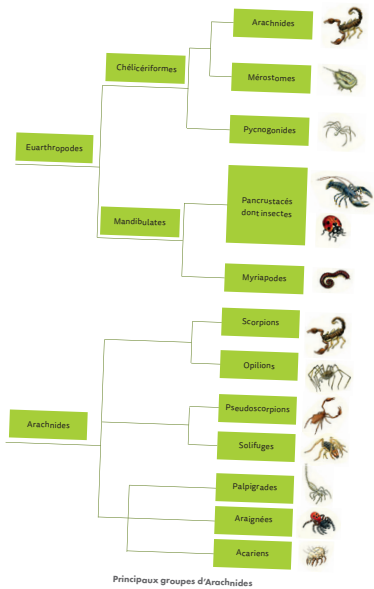 Arachnides
Chélicériformes
Mérostomes
Pycnogonides
Euarthropodes
Pancrustacés
dont insectes
Mandibulates
Myriapodes
Scorpions
Opilions
Pseudoscorpions
Arachnides
Solifuges
Palpigrades
Araignées
Acariens
Principaux groupes d'Arachnides